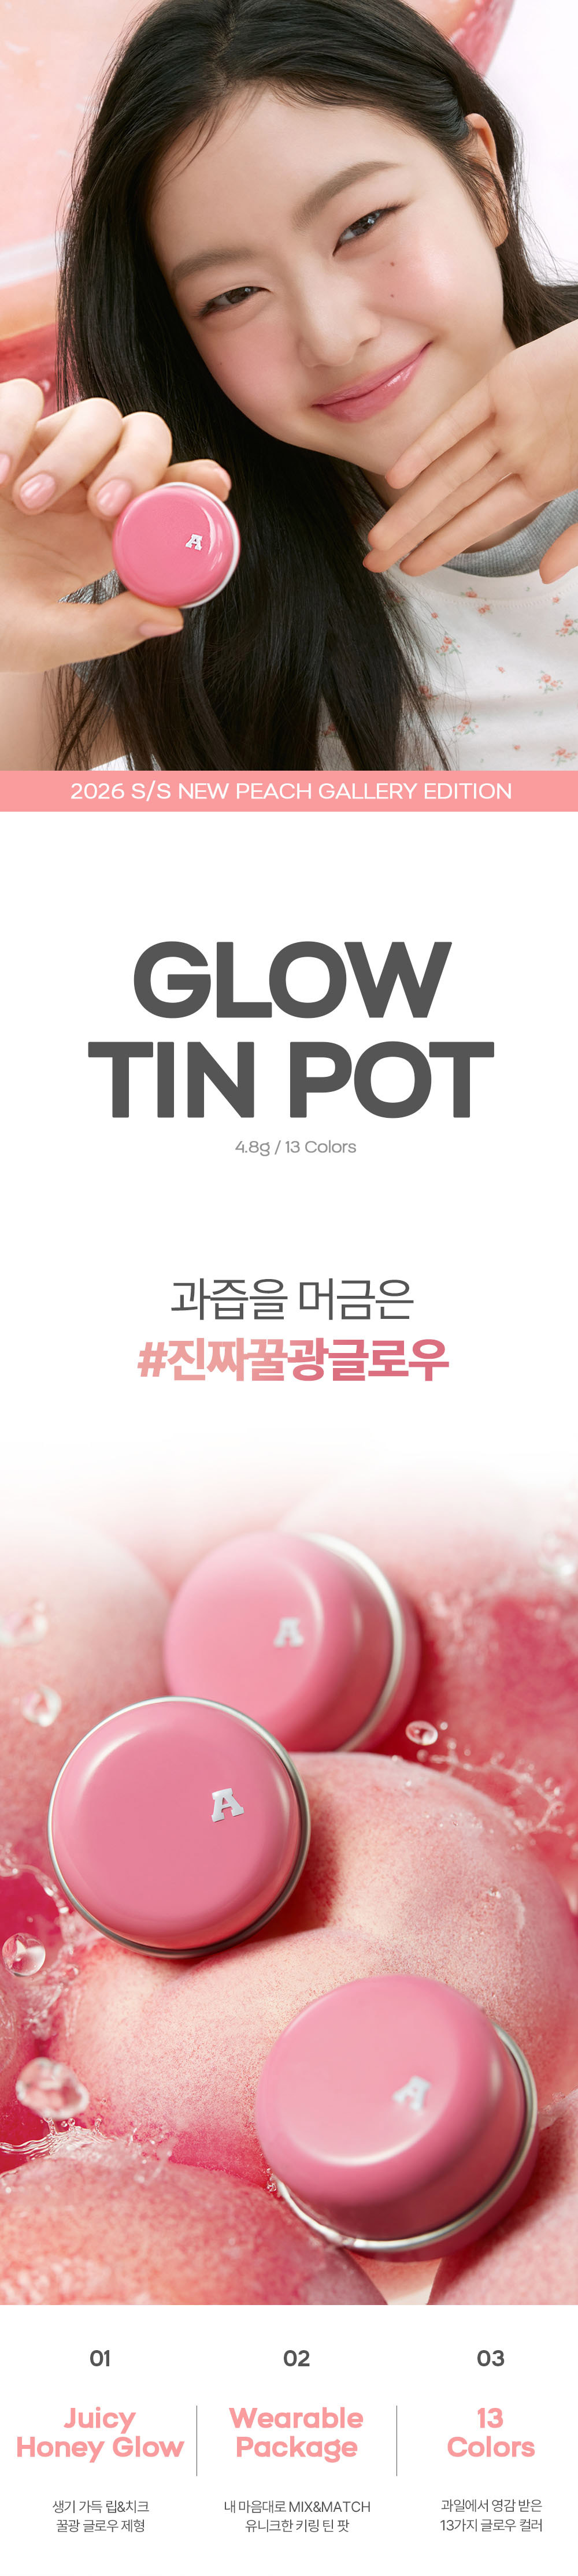 A
2026 S/S NEW PEACH GALLERY EDITION
GLOW
TIN POT
4.8g / 13 Colors
과즙을 머금은
#진짜꿀광글로우
A
A
A
01
Juicy
Honey Glow
생기 가득 립&치크
꿀광 글로우 제형
02
Wearable
Package
내 마음대로 MIX&MATCH
유니크한 키링 틴 팟
03
13
Colors
과일에서 영감 받은
13가지 글로우 컬러